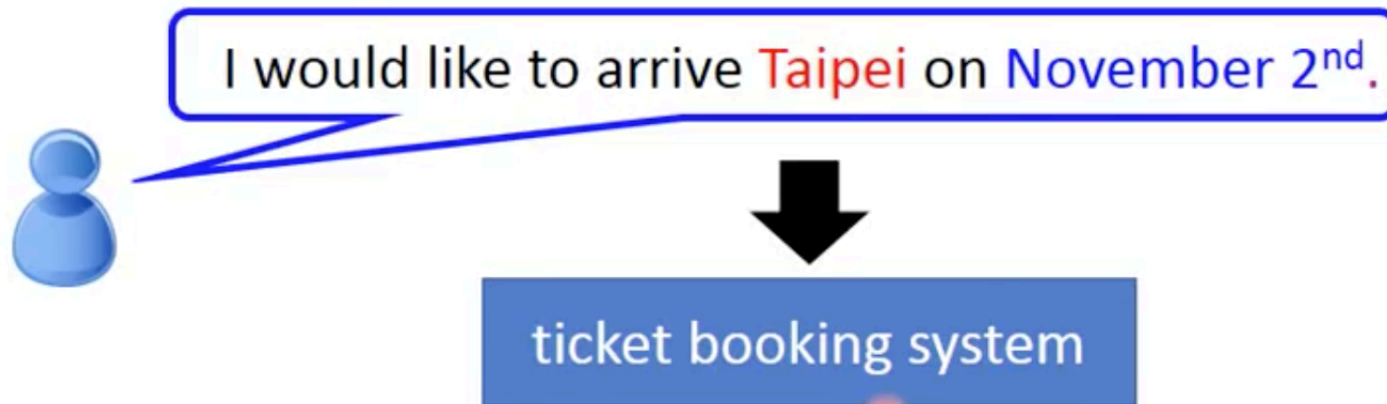 I would like to arrive Taipei on November 2nd.
ticket booking system